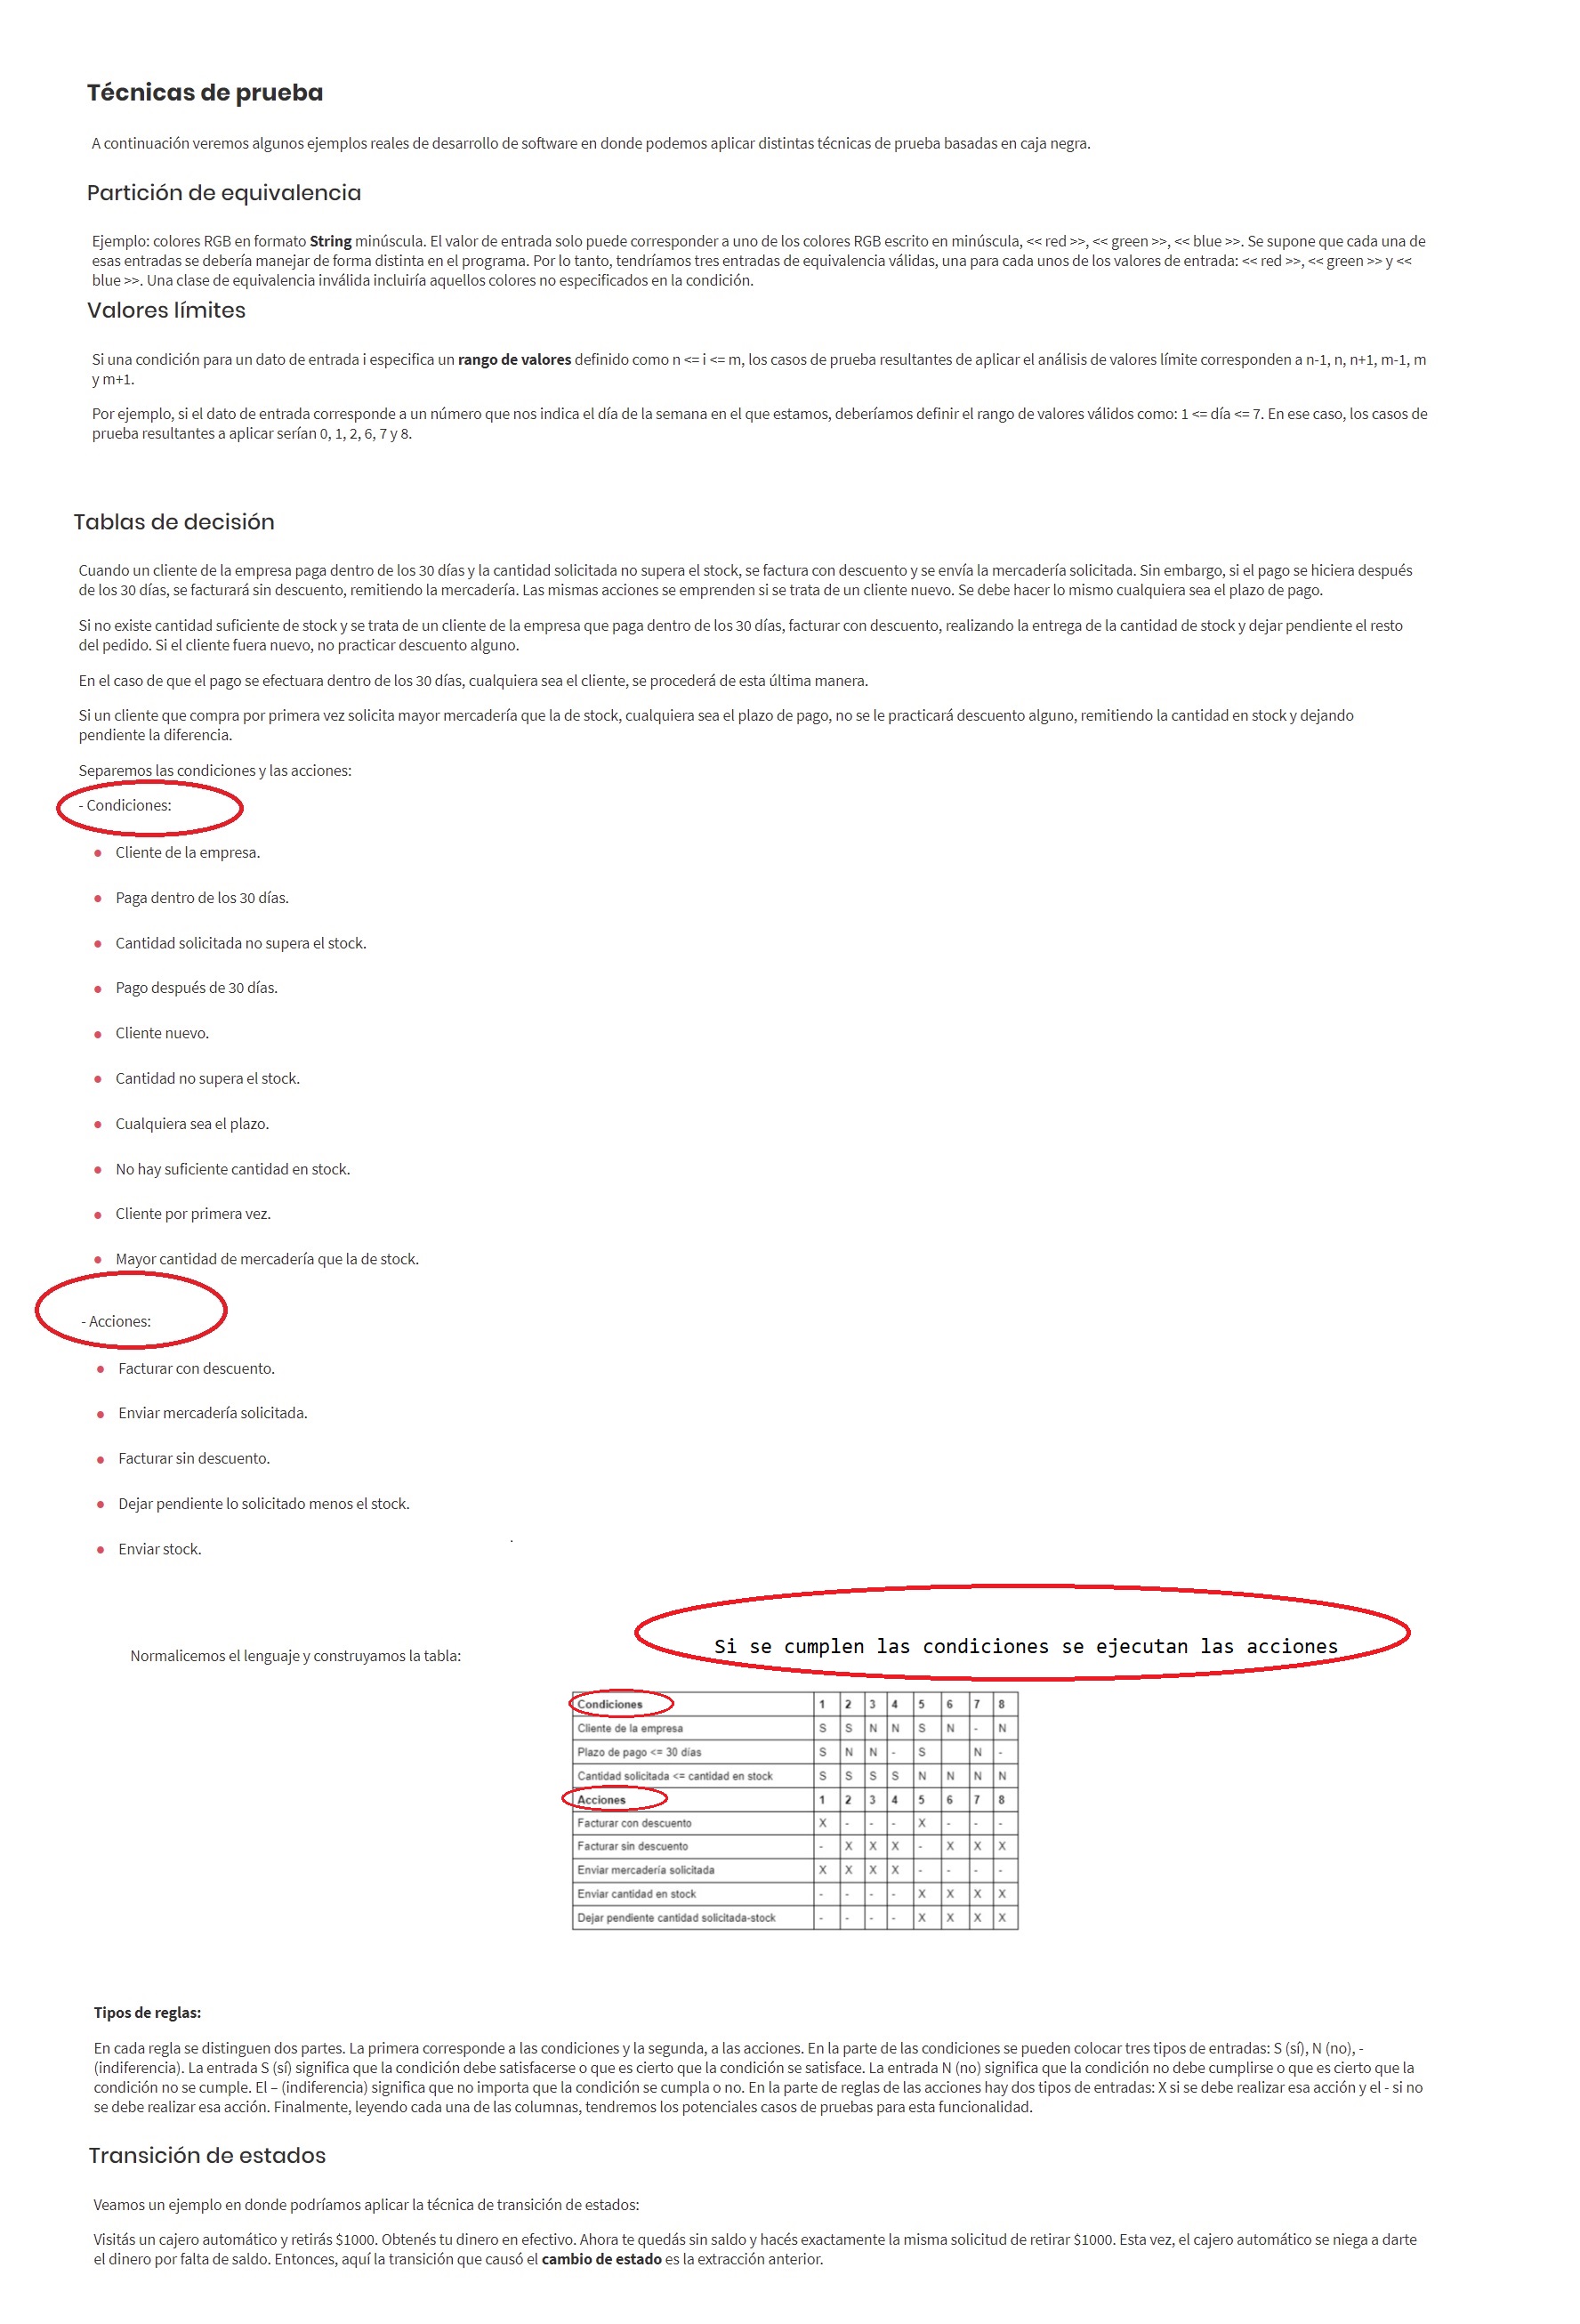 Técnicas de prueba
A continuación veremos algunos ejemplos reales de desarrollo de software en donde podemos aplicar distintas técnicas de prueba basadas en caja negra.
Partición de equivalencia
Ejemplo: colores RGB en formato String minúscula. El valor de entrada solo puede corresponder a uno de los colores RGB escrito en minúscula, << red >>, << green >>, << blue >>. Se supone que cada una de
esas entradas se debería manejar de forma distinta en el programa. Por lo tanto, tendríamos tres entradas de equivalencia válidas, una para cada unos de los valores de entrada: << red >>, << green >> y <<
blue >>. Una clase de equivalencia inválida incluiría aquellos colores no especificados en la condición.
Valores límites
Si una condición para un dato de entrada i especifica un rango de valores definido como n <= i <= m, los casos de prueba resultantes de aplicar el análisis de valores límite corresponden a n-1, n, n+1, m-1, m
y m+1.
Por ejemplo, si el dato de entrada corresponde a un número que nos indica el día de la semana en el que estamos, deberíamos definir el rango de valores válidos como: 1 <= día <= 7. En ese caso, los casos de
prueba resultantes a aplicar serían 0, 1, 2, 6, 7 y 8.
Tablas de decisión
Cuando un cliente de la empresa paga dentro de los 30 días y la cantidad solicitada no supera el stock, se factura con descuento y se envía la mercadería solicitada. Sin embargo, si el pago se hiciera después
de los 30 días, se facturará sin descuento, remitiendo la mercadería. Las mismas acciones se emprenden si se trata de un cliente nuevo. Se debe hacer lo mismo cualquiera sea el plazo de pago.
Si no existe cantidad suficiente de stock y se trata de un cliente de la empresa que paga dentro de los 30 días, facturar con descuento, realizando la entrega de la cantidad de stock y dejar pendiente el resto
del pedido. Si el cliente fuera nuevo, no practicar descuento alguno.
En el caso de que el pago se efectuara dentro de los 30 días, cualquiera sea el cliente, se procederá de esta última manera.
Si un cliente que compra por primera vez solicita mayor mercadería que la de stock, cualquiera sea el plazo de pago, no se le practicará descuento alguno, remitiendo la cantidad en stock y dejando
pendiente la diferencia.
Separemos las condiciones y las acciones:
- Condiciones:
● Cliente de la empresa.
● Paga dentro de los 30 días.
● Cantidad solicitada no supera el stock.
● Pago después de 30 días.
● Cliente nuevo.
● Cantidad no supera el stock.
● Cualquiera sea el plazo.
● No hay suficiente cantidad en stock.
● Cliente por primera vez.
● Mayor cantidad de mercadería que la de stock.
- Acciones:
● Facturar con descuento.
● Enviar mercadería solicitada.
● Facturar sin descuento.
● Dejar pendiente lo solicitado menos el stock.
● Enviar stock.
Si se cumplen las condiciones se ejecutan las acciones
Normalicemos el lenguaje y construyamos la tabla:
Condiciones 1 2 3 4 5 6 7 8
Cliente de la empresa S S N N S N - N
Plazo de pago <= 30 días S N N - S N -
Cantidad solicitada <= cantidad en stock S S S S N N N N
Acciones 1 2 3 4 5 6 7 8
Facturar con descuento X - - - X - - -
Facturar sin descuento - X X X - X X X
Enviar mercadería solicitada X X X X - - - -
Enviar cantidad en stock - - - - X X X X
Dejar pendiente cantidad solicitada-stock - - - - X X X X
Tipos de reglas:
En cada regla se distinguen dos partes. La primera corresponde a las condiciones y la segunda, a las acciones. En la parte de las condiciones se pueden colocar tres tipos de entradas: S (sí), N (no), -
(indiferencia). La entrada S (sí) significa que la condición debe satisfacerse o que es cierto que la condición se satisface. La entrada N (no) significa que la condición no debe cumplirse o que es cierto que la
condición no se cumple. El – (indiferencia) significa que no importa que la condición se cumpla o no. En la parte de reglas de las acciones hay dos tipos de entradas: X si se debe realizar esa acción y el - si no
se debe realizar esa acción. Finalmente, leyendo cada una de las columnas, tendremos los potenciales casos de pruebas para esta funcionalidad.
Transición de estados
Veamos un ejemplo en donde podríamos aplicar la técnica de transición de estados:
Visitás un cajero automático y retirás $1000. Obtenés tu dinero en efectivo. Ahora te quedás sin saldo y hacés exactamente la misma solicitud de retirar $1000. Esta vez, el cajero automático se niega a darte
el dinero por falta de saldo. Entonces, aquí la transición que causó el cambio de estado es la extracción anterior.